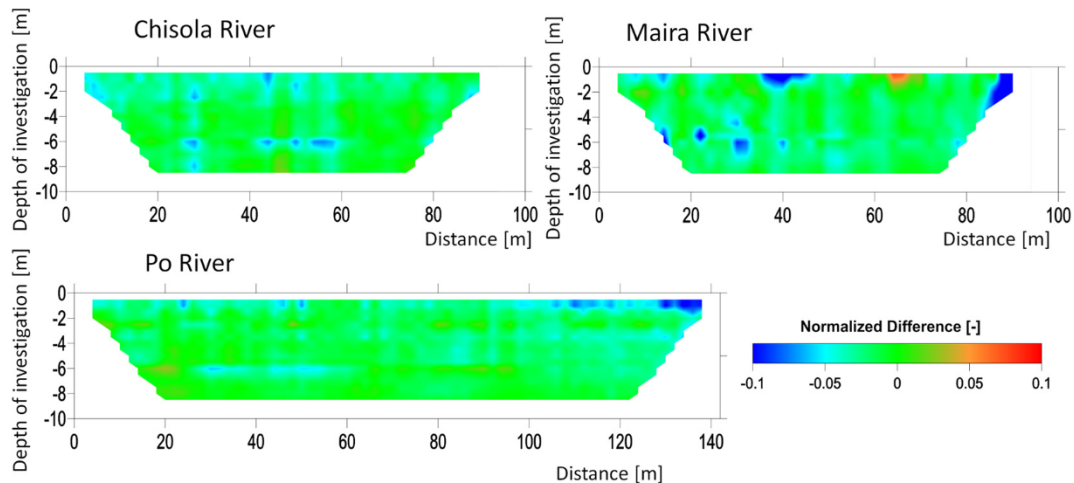 Chisola River
Depth of investigation [m]
0
-2
-4
-6
-8
-10
0 20 40 60 80 100
Distance [m]
Maira River
Depth of investigation [m]
0
-2
-4
-6
-8
-10
0 20 40 60 80 100
Distance [m]
Po River
Depth of investigation [m]
0
-2
-4
-6
-8
-10
0 20 40 60 80 100 120 140
Distance [m]
Normalized Difference [-]
-0.1 -0.05 0 0.05 0.1